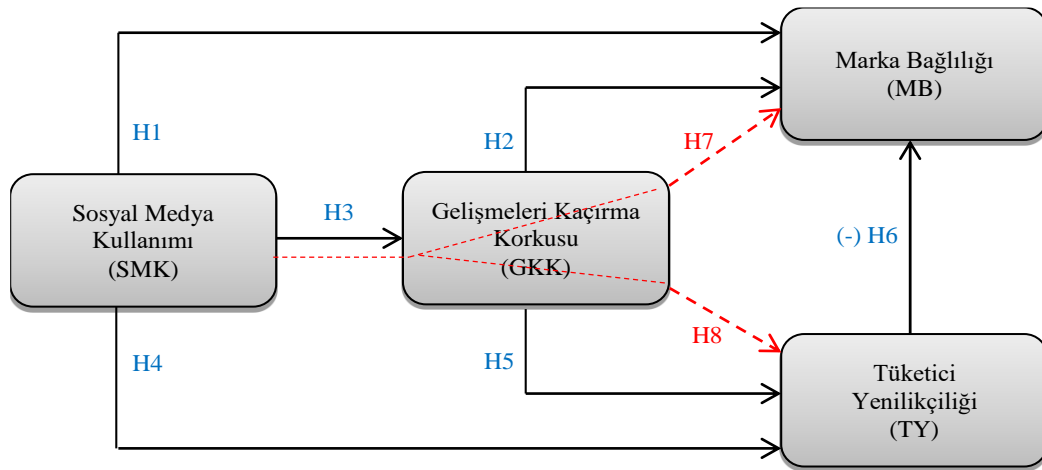 Marka Bağlılığı
(MB)
H1
H2
H7
Sosyal Medya
Kullanımı
(SMK)
H3
Gelişmeleri Kaçırma
Korkusu
(GKK)
(-) H6
H4
H5
H8
Tüketici
Yenilikçiliği
(TY)